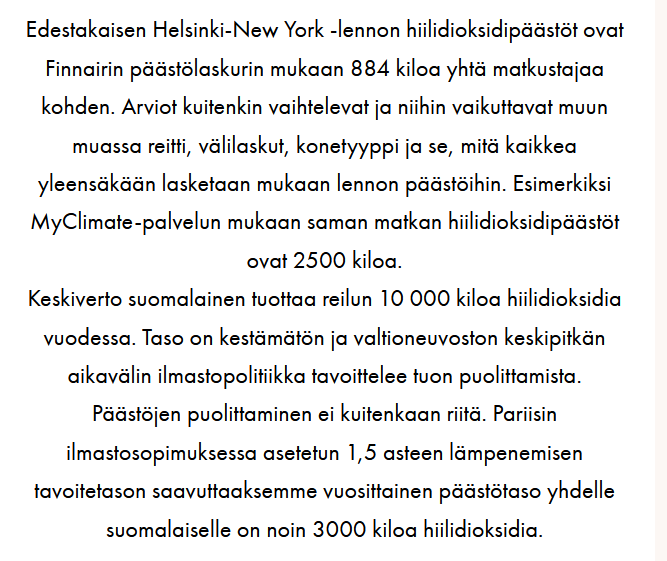 Edestakaisen Helsinki-New York -lennon hiilidioksidipäästöt ovat
Finnairin päästölaskurin mukaan 884 kiloa yhtä matkustajaa
kohden. Arviot kuitenkin vaihtelevat ja niihin vaikuttavat muun
muassa reitti, välilaskut, konetyyppi ja se, mitä kaikkea
yleensäkään lasketaan mukaan lennon päästöihin. Esimerkiksi
MyClimate-palvelun mukaan saman matkan hiilidioksidipäästöt
ovat 2500 kiloa.
Keskiverto suomalainen tuottaa reilun 10 000 kiloa hiilidioksidia
vuodessa. Taso on kestämätön ja valtioneuvoston keskipitkän
aikavälin ilmastopolitiikka tavoittelee tuon puolittamista.
Päästöjen puolittaminen ei kuitenkaan riitä. Pariisin
ilmastosopimuksessa asetetun 1,5 asteen lämpenemisen
tavoitetason saavuttaaksemme vuosittainen päästötaso yhdelle
suomalaiselle on noin 3000 kiloa hiilidioksidia.